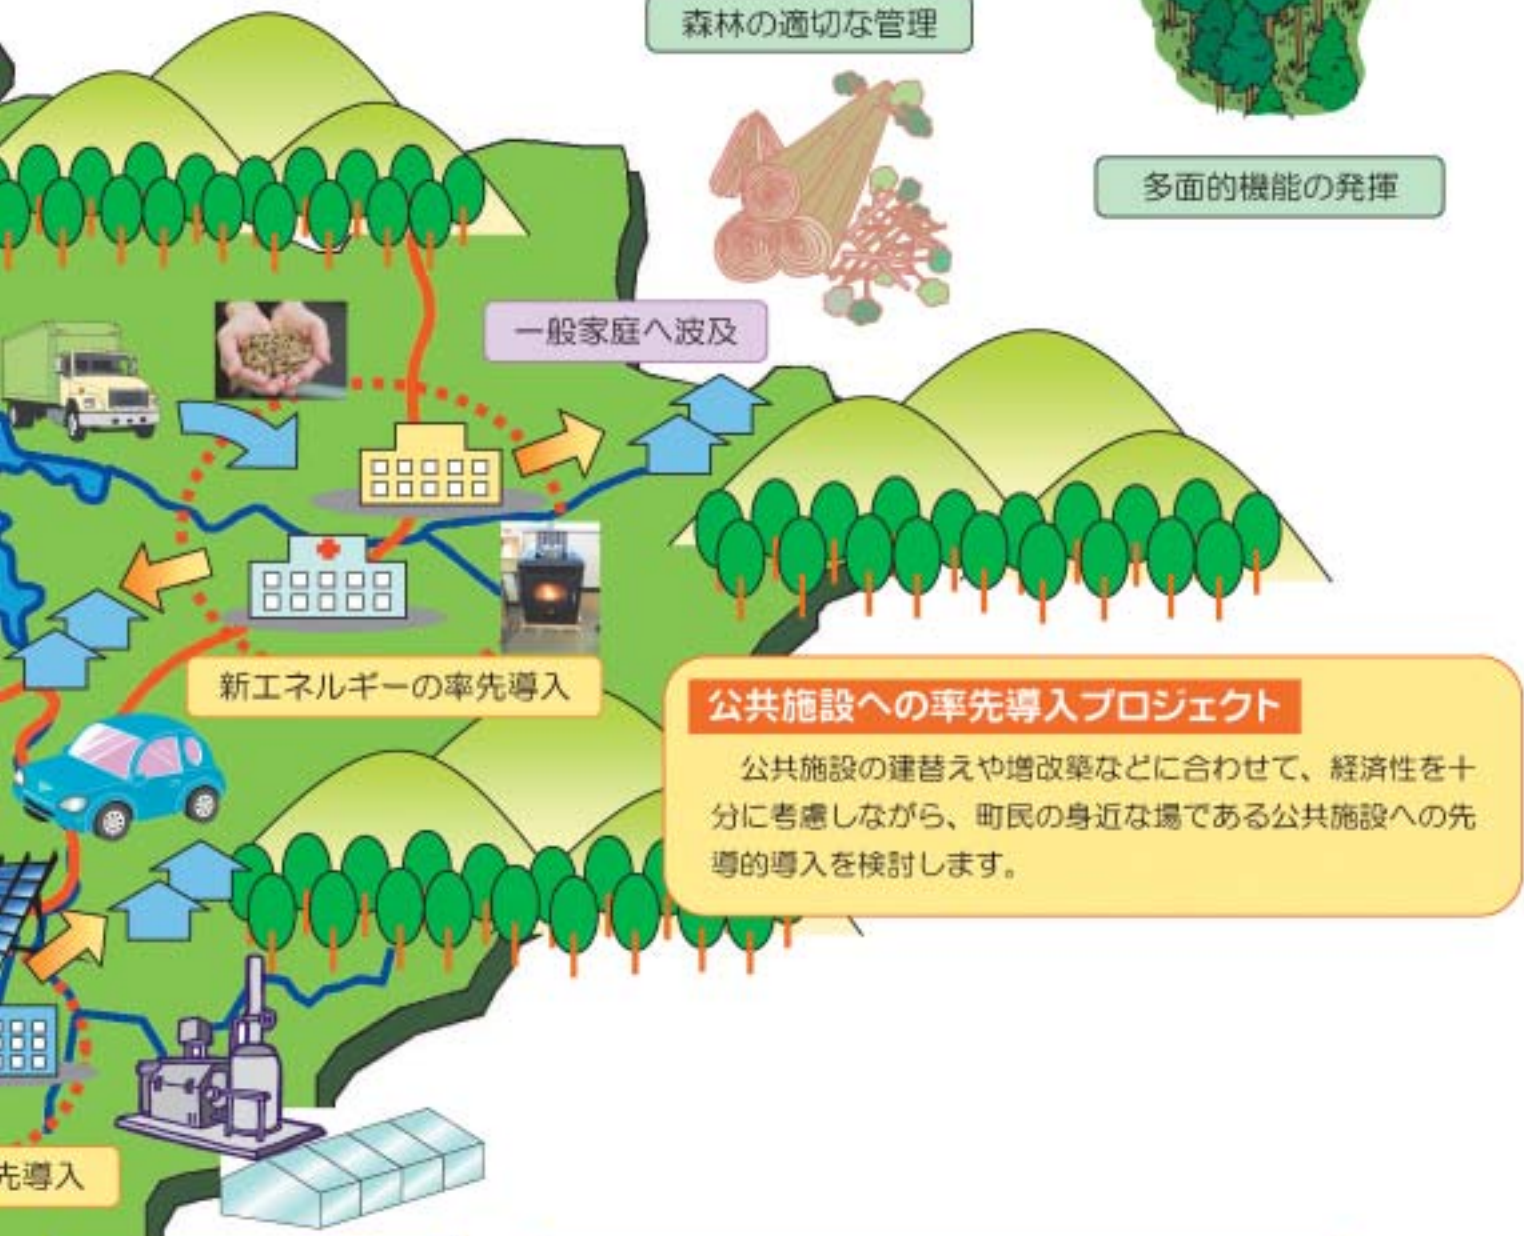 森林の適切な管理
多面的機能の発揮
一般家庭へ波及
新エネルギーの率先導入
公共施設への率先導入プロジェクト
公共施設の建替えや増改築などに合わせて、経済性を十
分に考慮しながら、町民の身近な場である公共施設への先
導的導入を検討します。
先導入